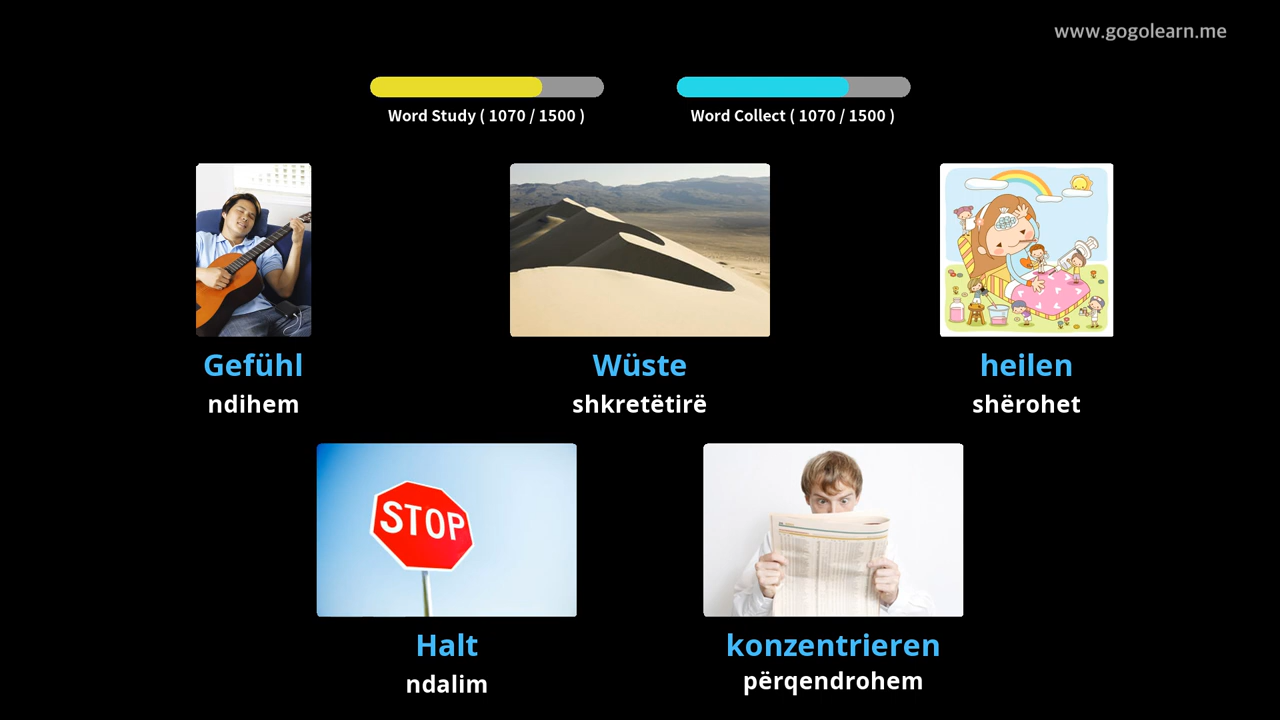 www.gogolearn.me
Word Study ( 1070 / 1500 )
Word Collect ( 1070 / 1500 )
Gefühl
ndihem
Wüste
shkretëtirë
heilen
shërohet
STOP
Halt
ndalim
konzentrieren
përqendrohem